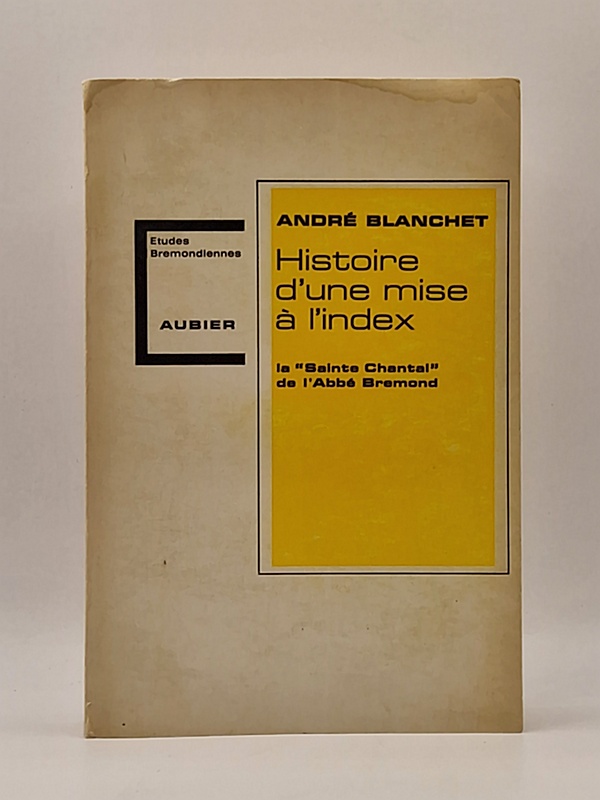 Etudes
Bremondiennes
AUBIER
ANDRÉ BLANCHET
Histoire
d'une mise
à l'index
la "Sainte Chantal"
de l'Abbé Bremond